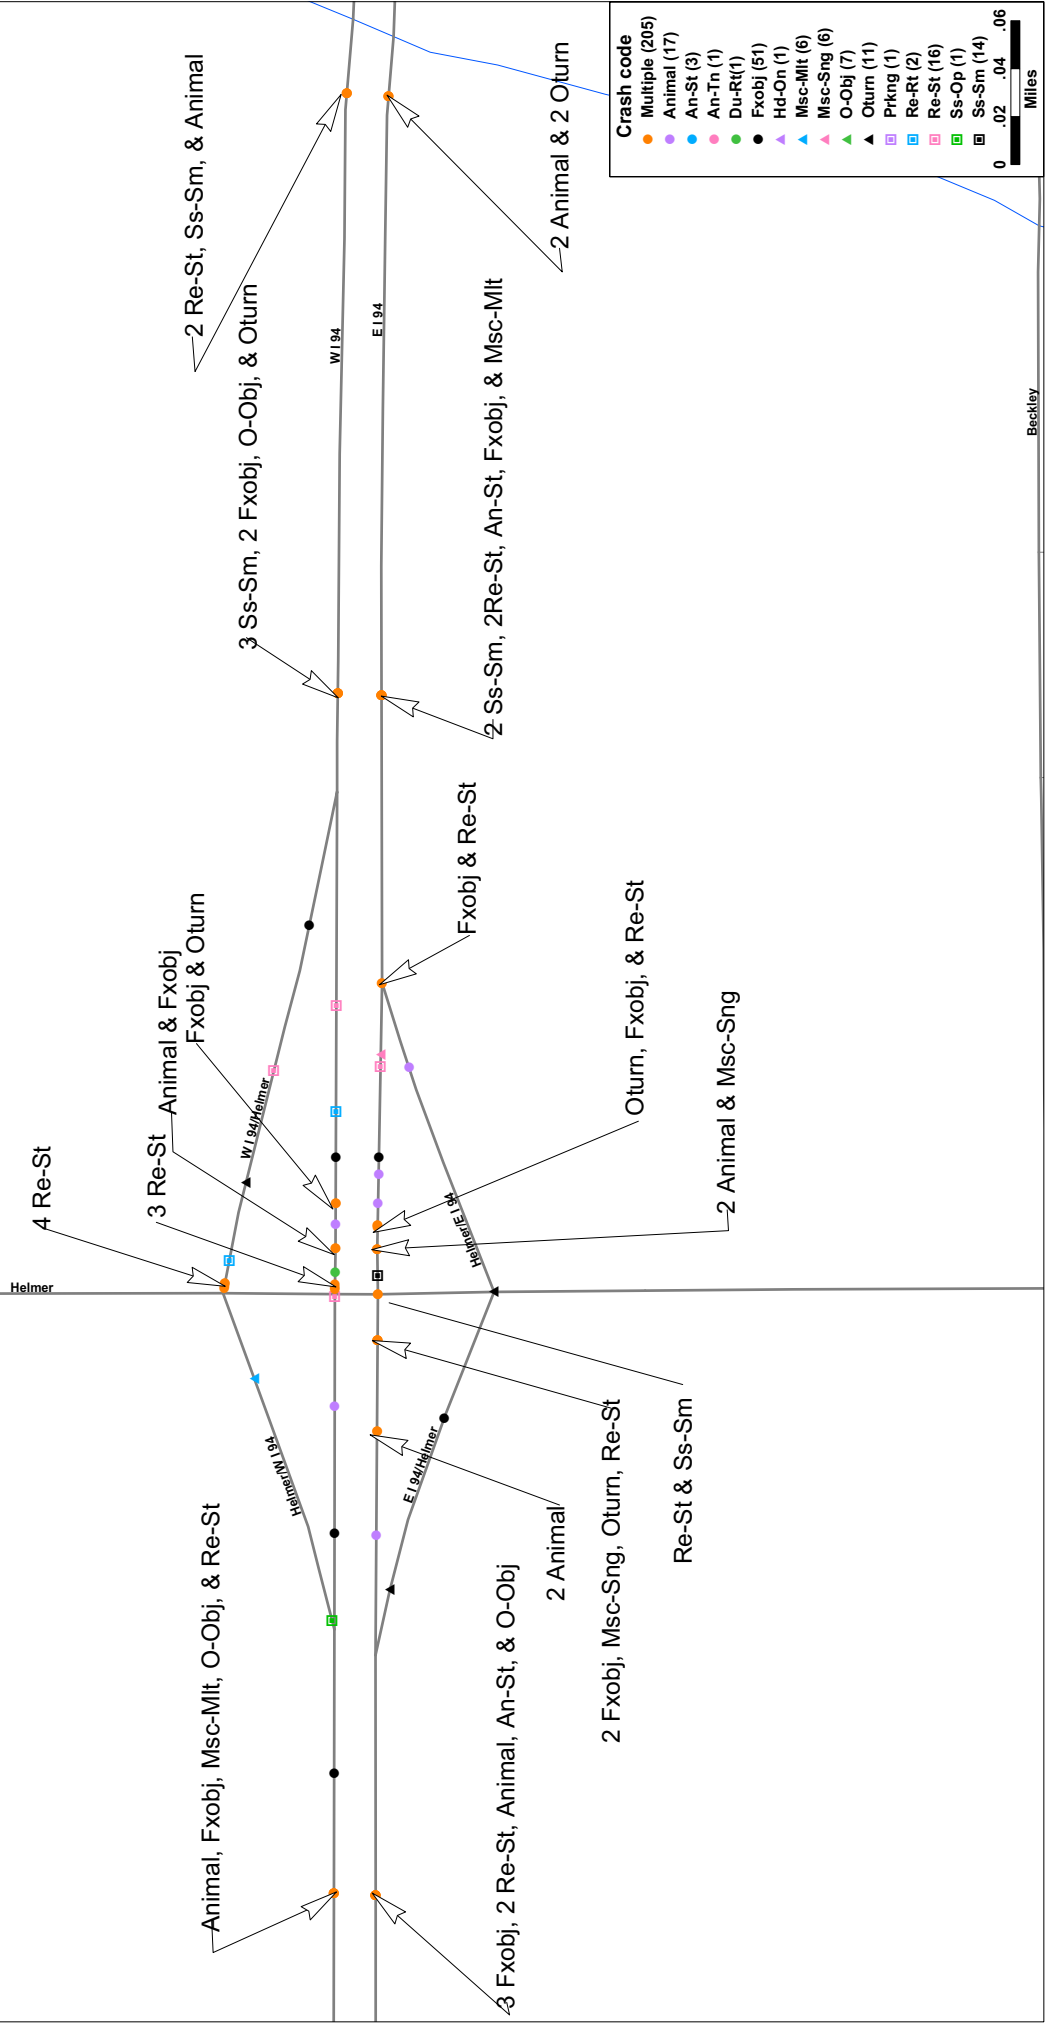 2 Re-St, Ss-Sm, & Animal
2 Animal & 2 Oturn
3 Ss-Sm, 2 Fxobj, O-Obj, & Oturn
2 Ss-Sm, 2Re-St, An-St, Fxobj, & Msc-Mlt
W I 94
E I 94
Beckley
Fxobj & Re-St
Animal & Fxobj
Fxobj & Oturn
Oturn, Fxobj, & Re-St
2 Animal & Msc-Sng
3 Re-St
4 Re-St
W I 94/Helmer
Helmer/E I 94
Helmer
Helmer/W I 94
E I 94/Helmer
Re-St & Ss-Sm
2 Fxobj, Msc-Sng, Oturn, Re-St
2 Animal
Animal, Fxobj, Msc-Mlt, O-Obj, & Re-St
3 Fxobj, 2 Re-St, Animal, An-St, & O-Obj
Crash code
Multiple (205)
Animal (17)
An-St (3)
An-Tn (1)
Du-Rt(1)
Fxobj (51)
Hd-On (1)
Msc-Mlt (6)
Msc-Sng (6)
O-Obj (7)
Oturn (11)
Prkng (1)
Re-Rt (2)
Re-St (16)
Ss-Op (1)
Ss-Sm (14)
0 .02 .04 .06
Miles